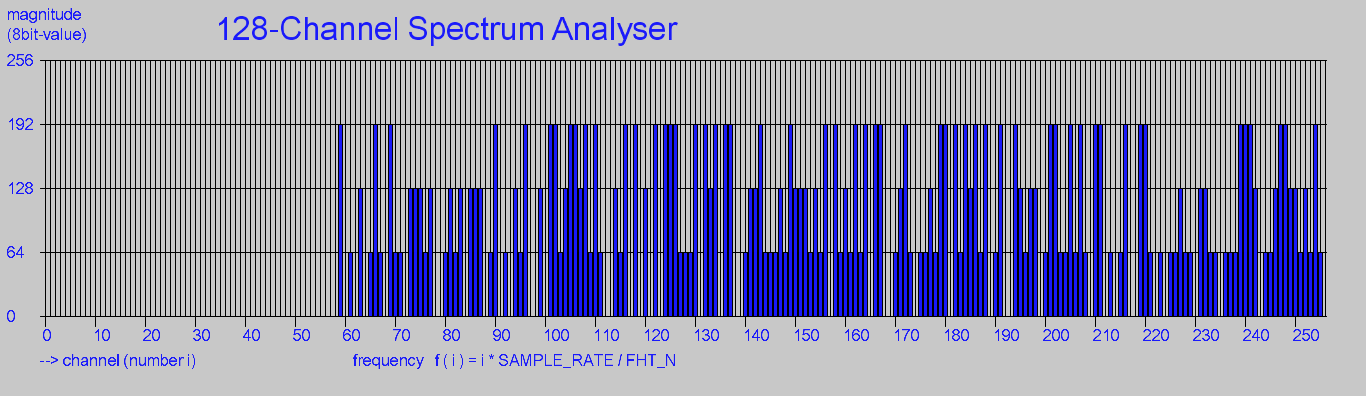 magnitude
(8bit-value)
128-Channel Spectrum Analyser
256
192
128
64
0
0 10 20 30 40 50 60 70 80 90 100 110 120 130 140 150 160 170 180 190 200 210 220 230 240 250
--> channel (number i)
frequency f ( i ) = i * SAMPLE_RATE / FHT_N